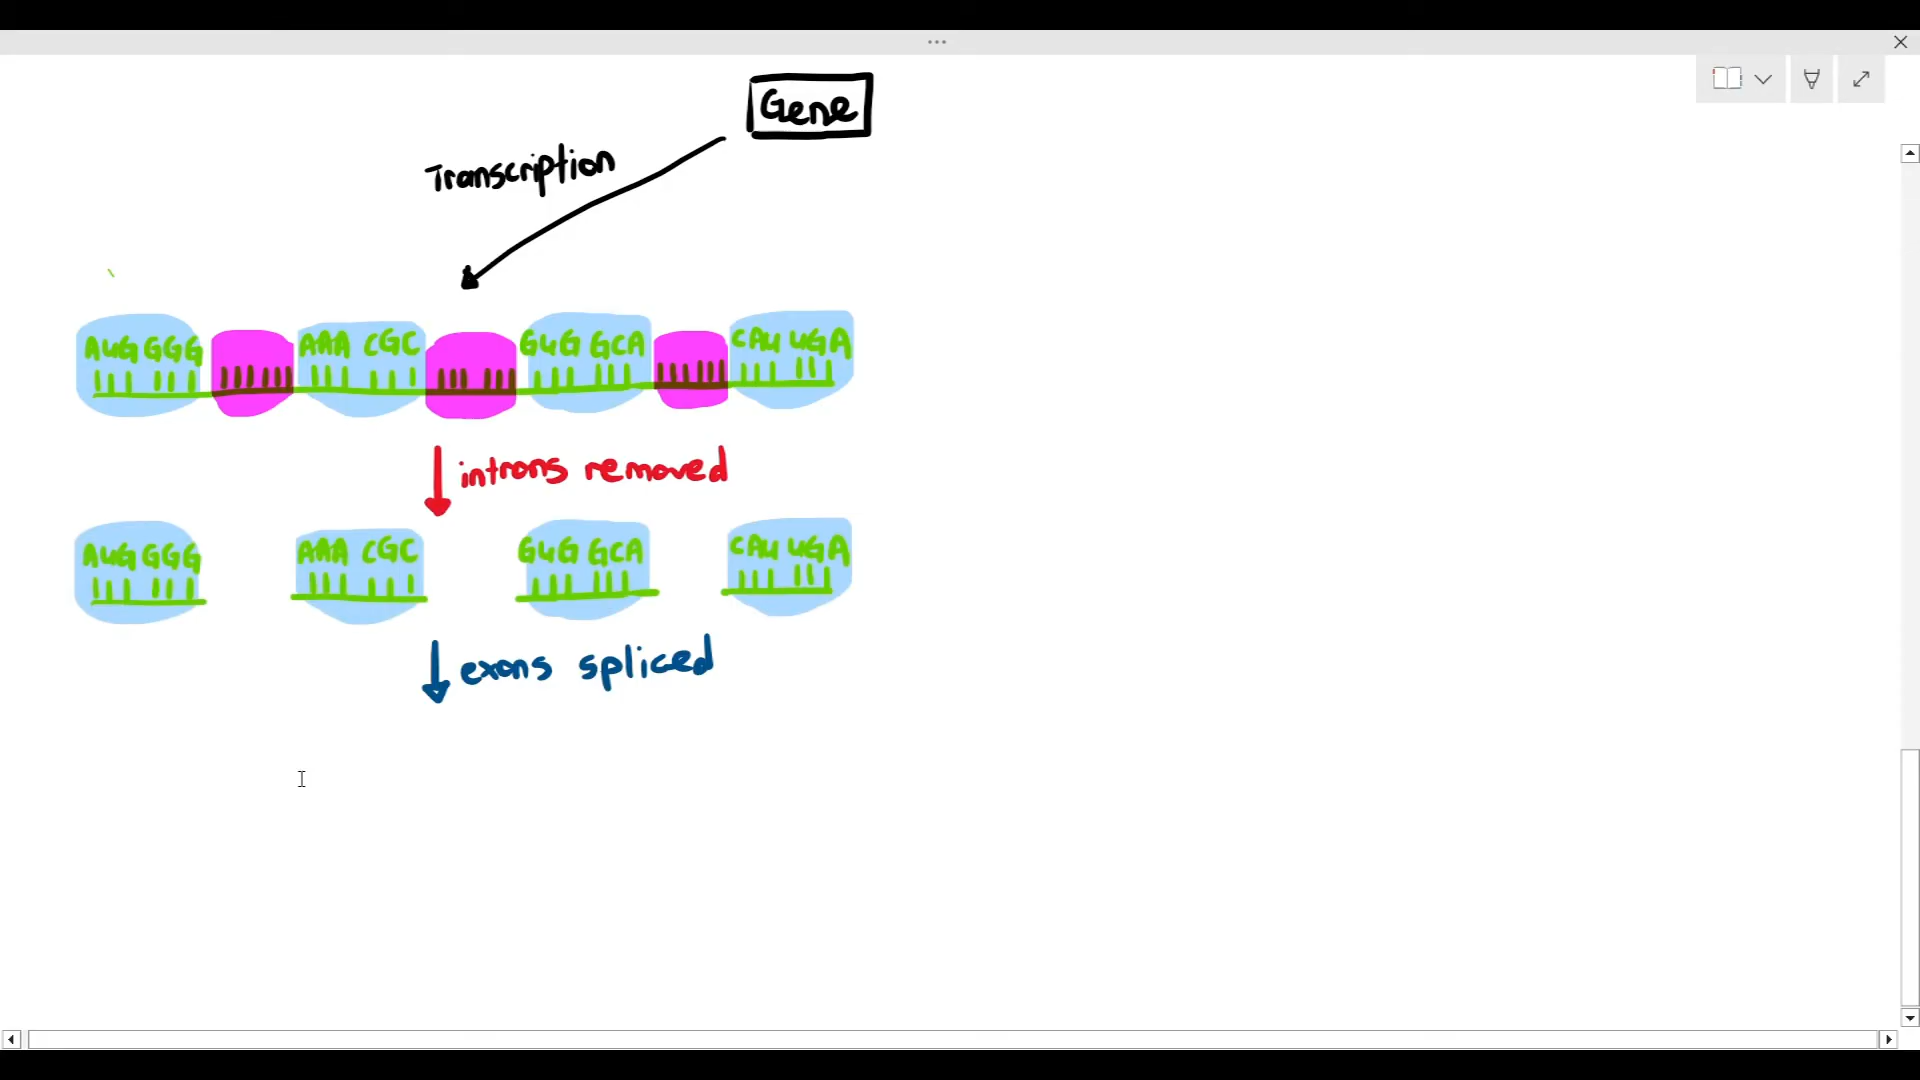 Gene
Transcription
AUG GGG AAA CGC GUG GCA CAU UGA
introns removed
AUG GGG AAA CGC GUG GCA CAU UGA
exons spliced